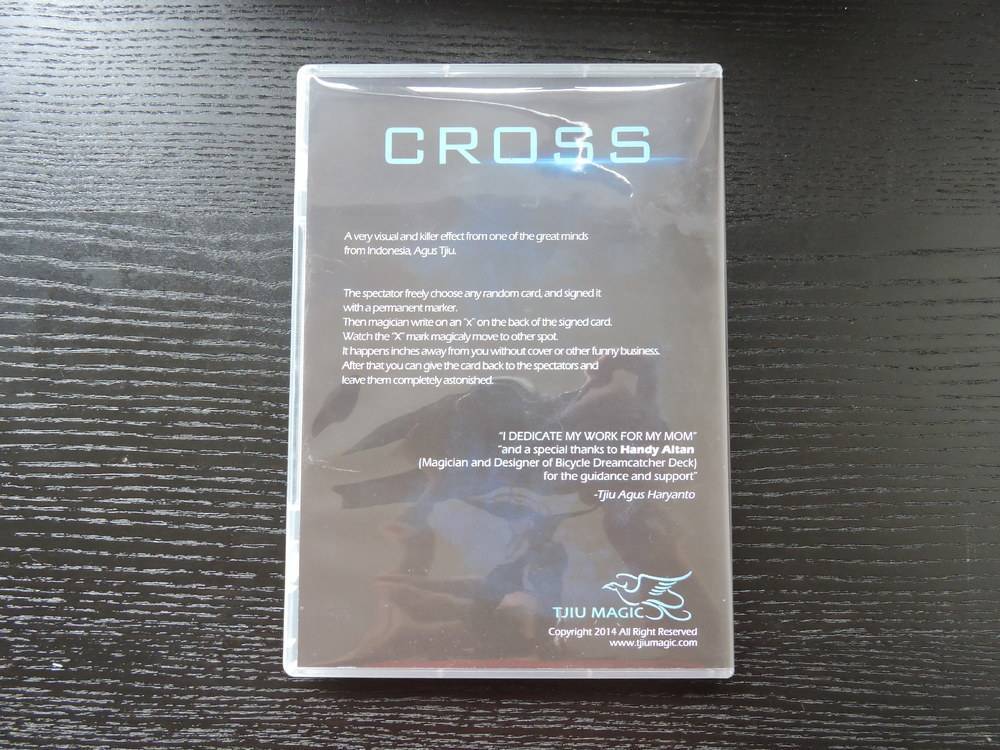 CROSS
A very visual and killer effect from one of the great minds
from Indonesia, Agus Tjiu.
The spectator freely choose any random card, and signed it
with a permanent marker.
Then magician write on an "x" on the back of the signed card.
Watch the "X" mark magicaly move to other spot.
It happens inches away from you without cover or other funny business.
After that you can give the card back to the spectators and
leave them completely astonished.
"I DEDICATE MY WORK FOR MY MOM"
"and a special thanks to Handy Altan
(Magician and Designer of Bicycle Dreamcatcher Deck)
for the guidance and support"
-Tjiu Agus Haryanto
TJIU MAGIC
Copyright 2014 All Right Reserved
www.tjiumagic.com